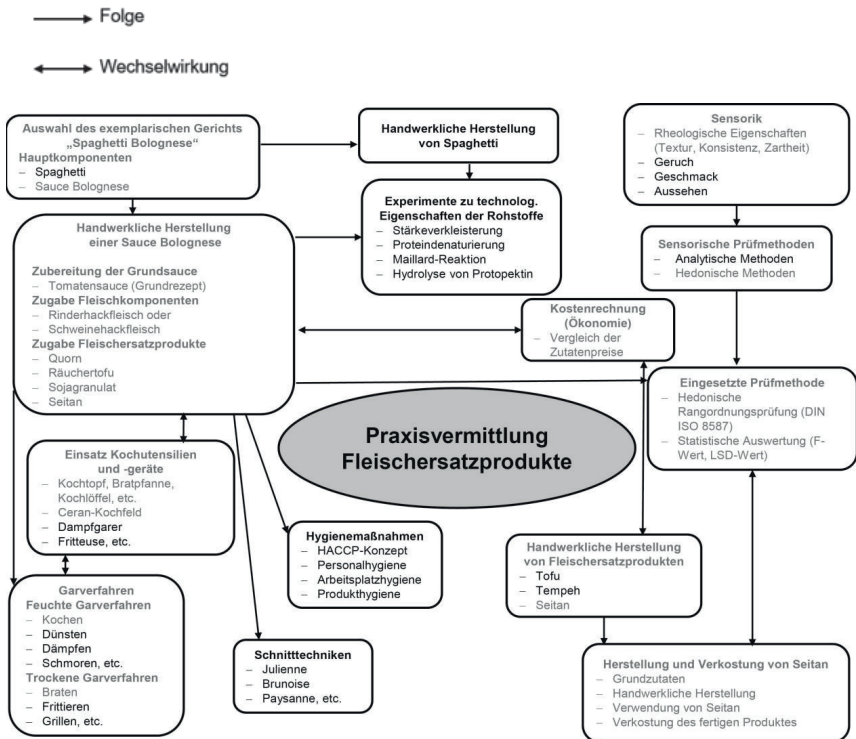 Folge
Wechselwirkung
Auswahl des exemplarischen Gerichts
„Spaghetti Bolognese“
Hauptkomponenten
– Spaghetti
– Sauce Bolognese
Handwerkliche Herstellung
von Spaghetti
Sensorik
– Rheologische Eigenschaften
(Textur, Konsistenz, Zartheit)
– Geruch
– Geschmack
– Aussehen
Experimente zu technolog.
Eigenschaften der Rohstoffe
– Stärkeverkleisterung
– Proteindenaturierung
– Maillard-Reaktion
– Hydrolyse von Protopektin
Handwerkliche Herstellung
einer Sauce Bolognese
Zubereitung der Grundsauce
– Tomatensauce (Grundrezept)
Zugabe Fleischkomponenten
– Rinderhackfleisch oder
– Schweinehackfleisch
Zugabe Fleischersatzprodukte
– Quorn
– Räuchertofu
– Sojagranulat
– Seitan
Sensorische Prüfmethoden
– Analytische Methoden
– Hedonische Methoden
Kostenrechnung
(Ökonomie)
– Vergleich der
Zutatenpreise
Eingesetzte Prüfmethode
– Hedonische
Rangordnungsprüfung (DIN
ISO 8587)
– Statistische Auswertung (F-
Wert, LSD-Wert)
Praxisvermittlung
Fleischersatzprodukte
Einsatz Kochutensilien
und -geräte
– Kochtopf, Bratpfanne,
Kochlöffel, etc.
– Ceran-Kochfeld
– Dampfgarer
– Fritteuse, etc.
Hygienemaßnahmen
– HACCP-Konzept
– Personalhygiene
– Arbeitsplatzhygiene
– Produkthygiene
Handwerkliche Herstellung
von Fleischersatzprodukten
– Tofu
– Tempeh
– Seitan
Garverfahren
Feuchte Garverfahren
– Kochen
– Dünsten
– Dämpfen
– Schmoren, etc.
Trockene Garverfahren
– Braten
– Frittieren
– Grillen, etc.
Schnitttechniken
– Julienne
– Brunoise
– Paysanne, etc.
Herstellung und Verkostung von Seitan
– Grundzutaten
– Handwerkliche Herstellung
– Verwendung von Seitan
– Verkostung des fertigen Produktes